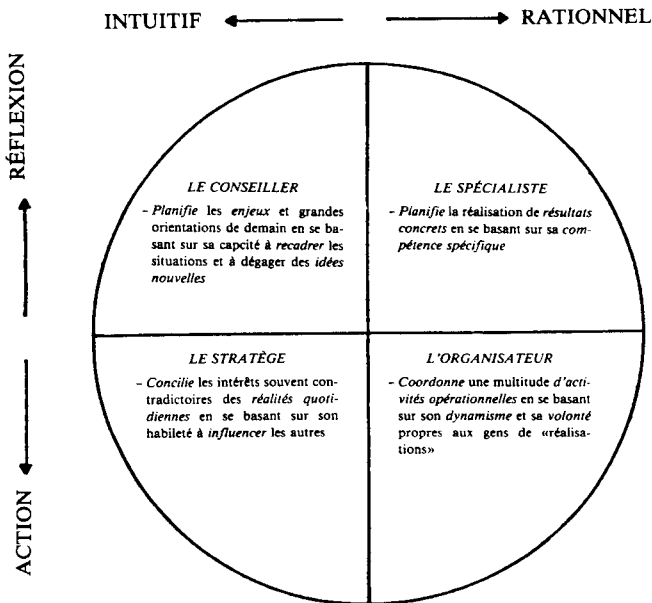 INTUITIF
RATIONNEL
RÉFLEXION
LE CONSEILLER
– Planifie les enjeux et grandes
orientations de demain en se ba-
sant sur sa capcité à recadrer les
situations et à dégager des idées
nouvelles
LE SPÉCIALISTE
– Planifie la réalisation de résultats
concrets en se basant sur sa com-
pétence spécifique
LE STRATÈGE
– Concilie les intérêts souvent con-
tradictoires des réalités quoti-
diennes en se basant sur son
habileté à influencer les autres
L'ORGANISATEUR
– Coordonne une multitude d'acti-
vités opérationnelles en se basant
sur son dynamisme et sa volonté
propres aux gens de «réalisa-
tions»
ACTION